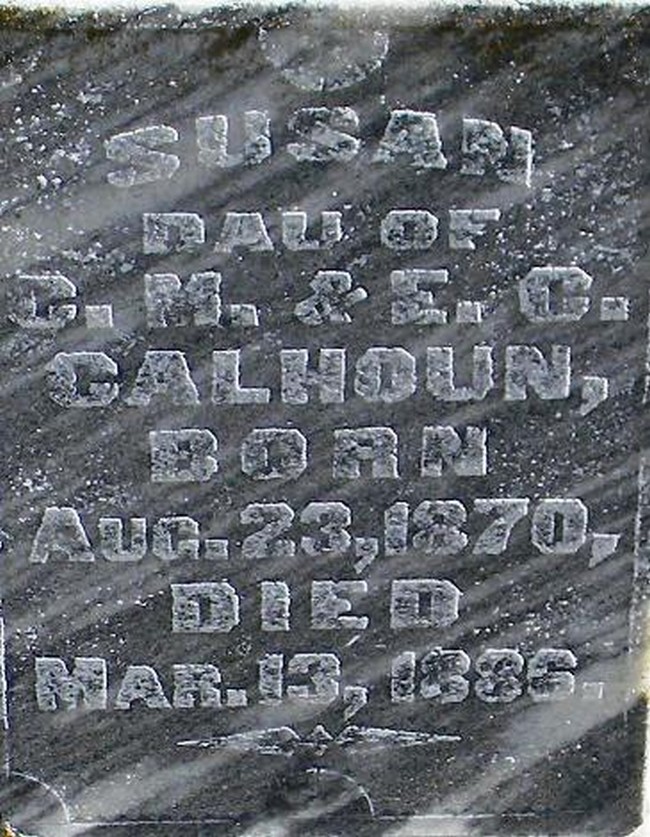 SUSAN
DAU OF
C. M. & E. C.
CALHOUN,
BORN
AUG. 23, 1870,
DIED
MAR. 13, 1886.